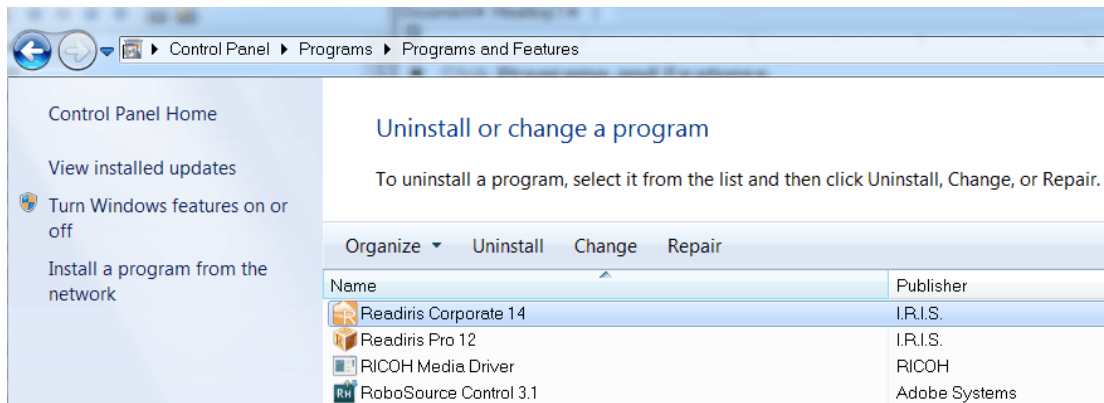 Control Panel ▸ Programs ▸ Programs and Features
Control Panel Home
View installed updates
Turn Windows features on or
off
Install a program from the
network
Uninstall or change a program
To uninstall a program, select it from the list and then click Uninstall, Change, or Repair.
Organize Uninstall Change Repair
Name Publisher
Readiris Corporate 14 I.R.I.S.
Readiris Pro 12 I.R.I.S.
RICOH Media Driver RICOH
RH RoboSource Control 3.1 Adobe Systems